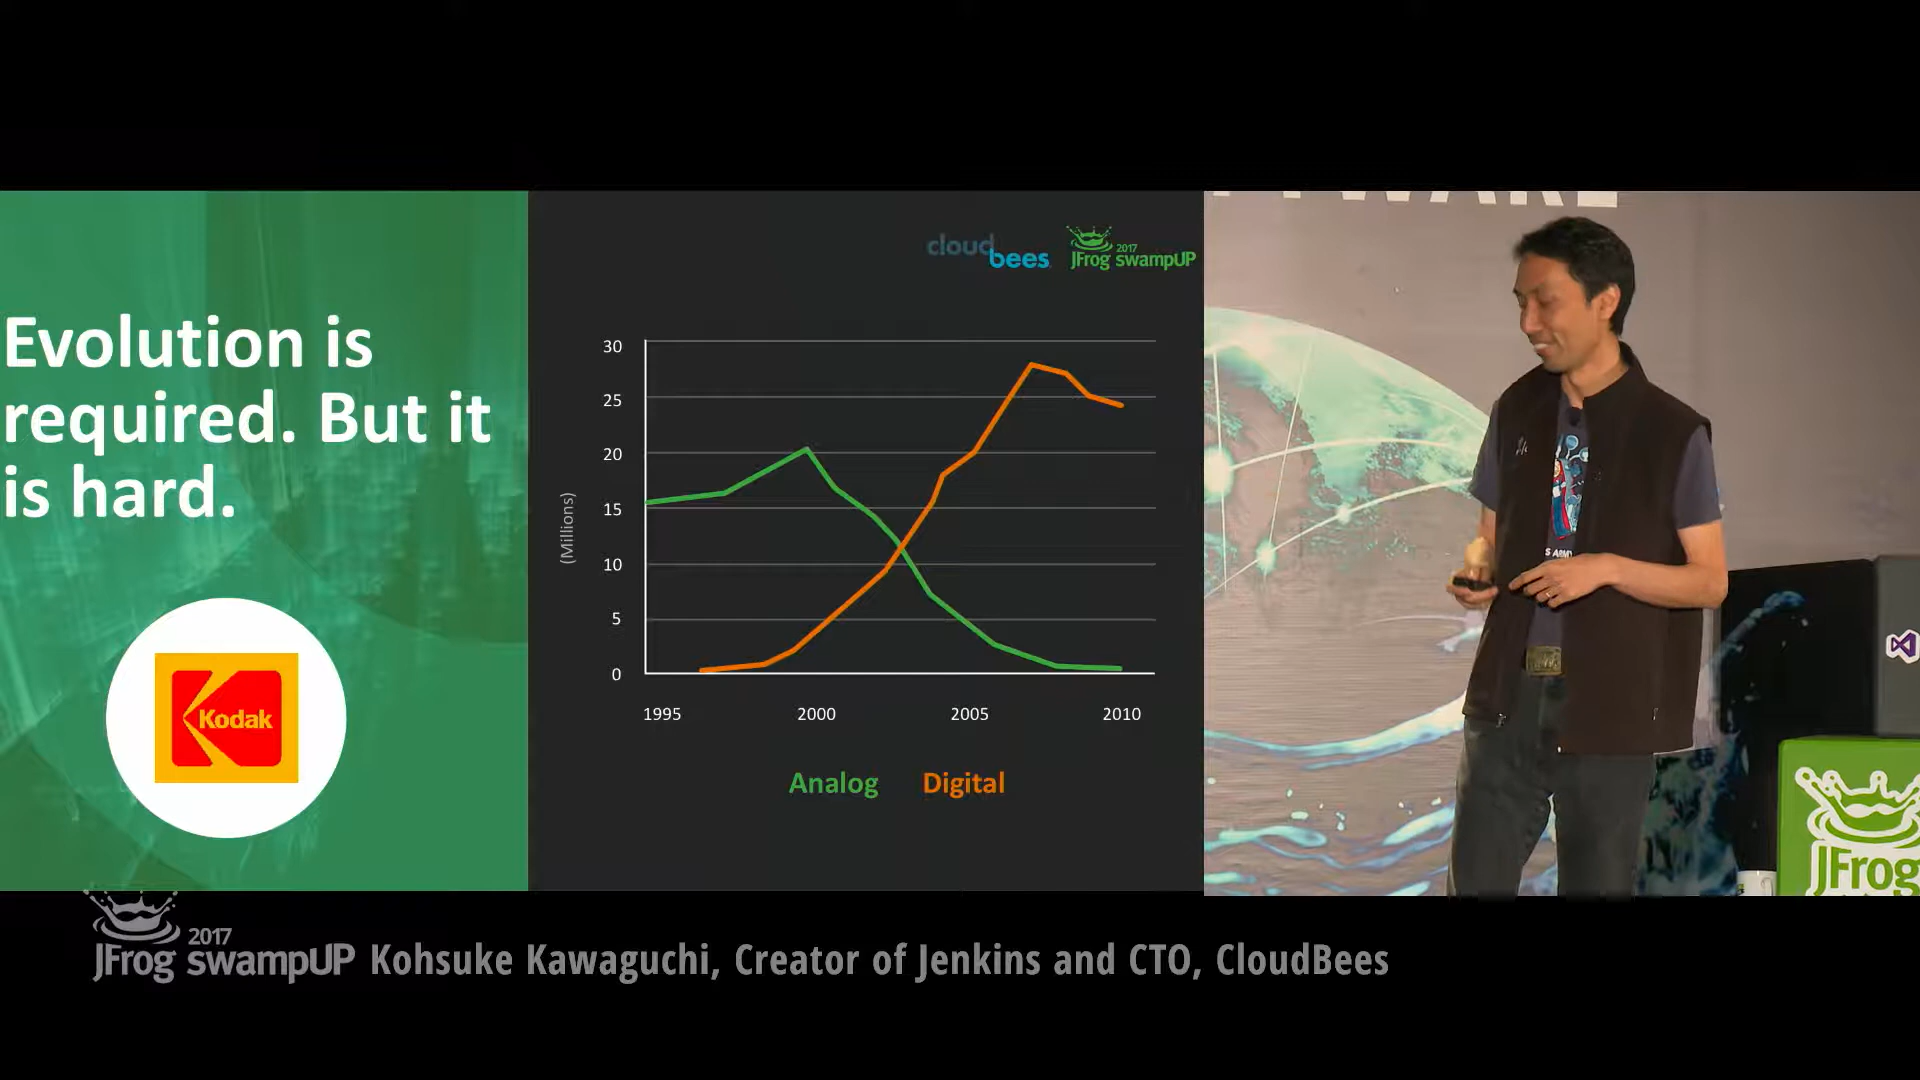 Evolution is
required. But it
is hard.
Kodak
cloudbees
2017
JFrog swampUP
30
25
20
15
10
5
0
(Millions)
1995 2000 2005 2010
Analog Digital
JFrog
2017
JFrog swampUP
Kohsuke Kawaguchi, Creator of Jenkins and CTO, CloudBees